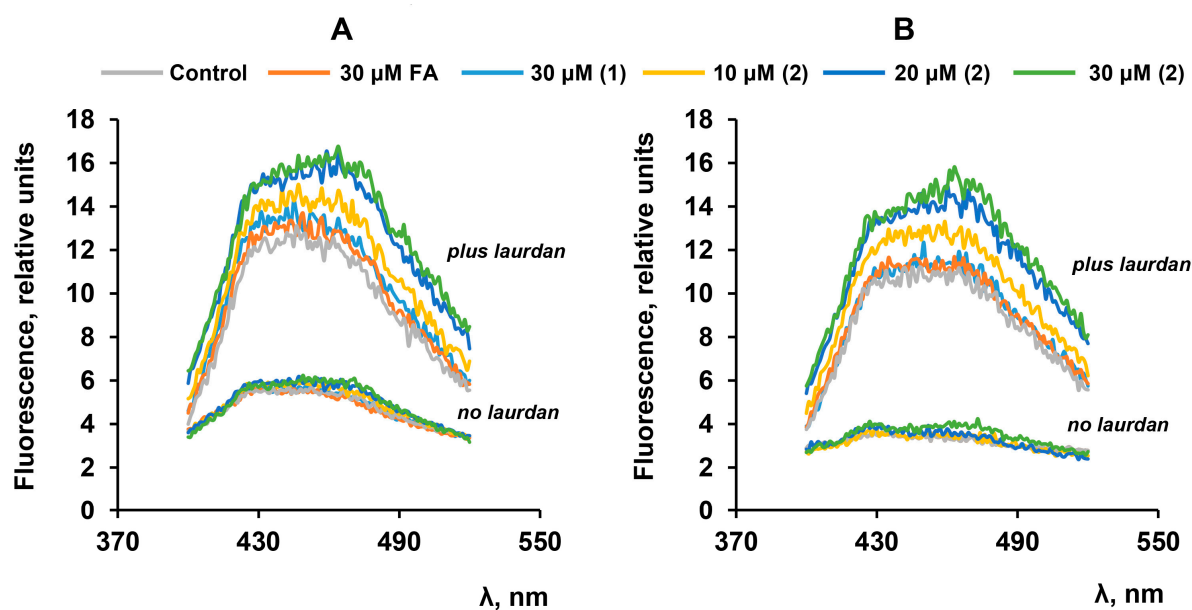 A B
Control 30 μM FA 30 μM (1) 10 μM (2) 20 μM (2) 30 μM (2)
Fluorescence, relative units
18
16
14
12
10
8
6
4
2
0
370 430 490 550
λ, nm
plus laurdan
no laurdan
Fluorescence, relative units
18
16
14
12
10
8
6
4
2
0
370 430 490 550
λ, nm
plus laurdan
no laurdan